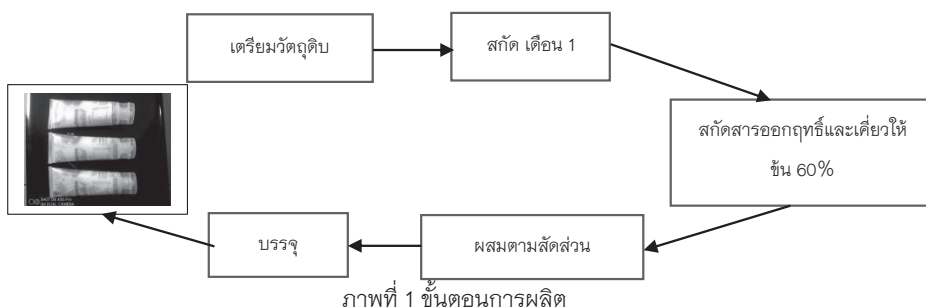 เตรียมวัตถุดิบ
สกัด เดือน 1
สกัดสารออกฤทธิ์และเคี่ยวให้
ข้น 60%
ผสมตามสัดส่วน
บรรจุ
ภาพที่ 1 ขั้นตอนการผลิต